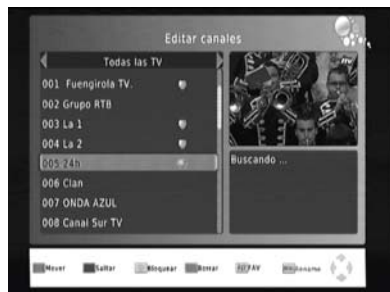 Editar canales
Todas las TV
001 Fuengirola TV.
002 Grupo RTB
003 La 1
004 La 2
005 24h
006 Clan
007 ONDA AZUL
008 Canal Sur TV
Buscando ...
Mover Saltar Bloquear Borrar FAV Rename